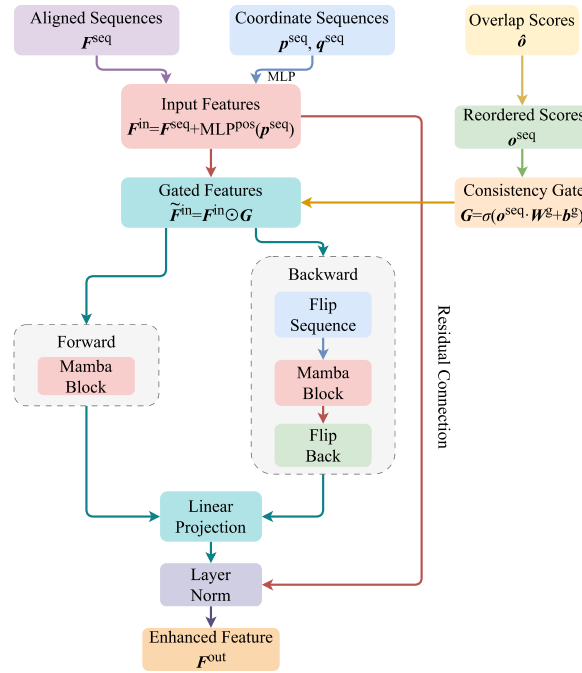 Aligned Sequences
F^seq
Coordinate Sequences
p^seq, q^seq
Overlap Scores
ô
MLP
Input Features
F^in=F^seq+MLP^pos(p^seq)
Reordered Scores
o^seq
Gated Features
F̃^in=F^in⊙G
Consistency Gate
G=σ(o^seq·W^g+b^g)
Backward
Flip
Sequence
Mamba
Block
Flip
Back
Forward
Mamba
Block
Residual Connection
Linear
Projection
Layer
Norm
Enhanced Feature
F^out